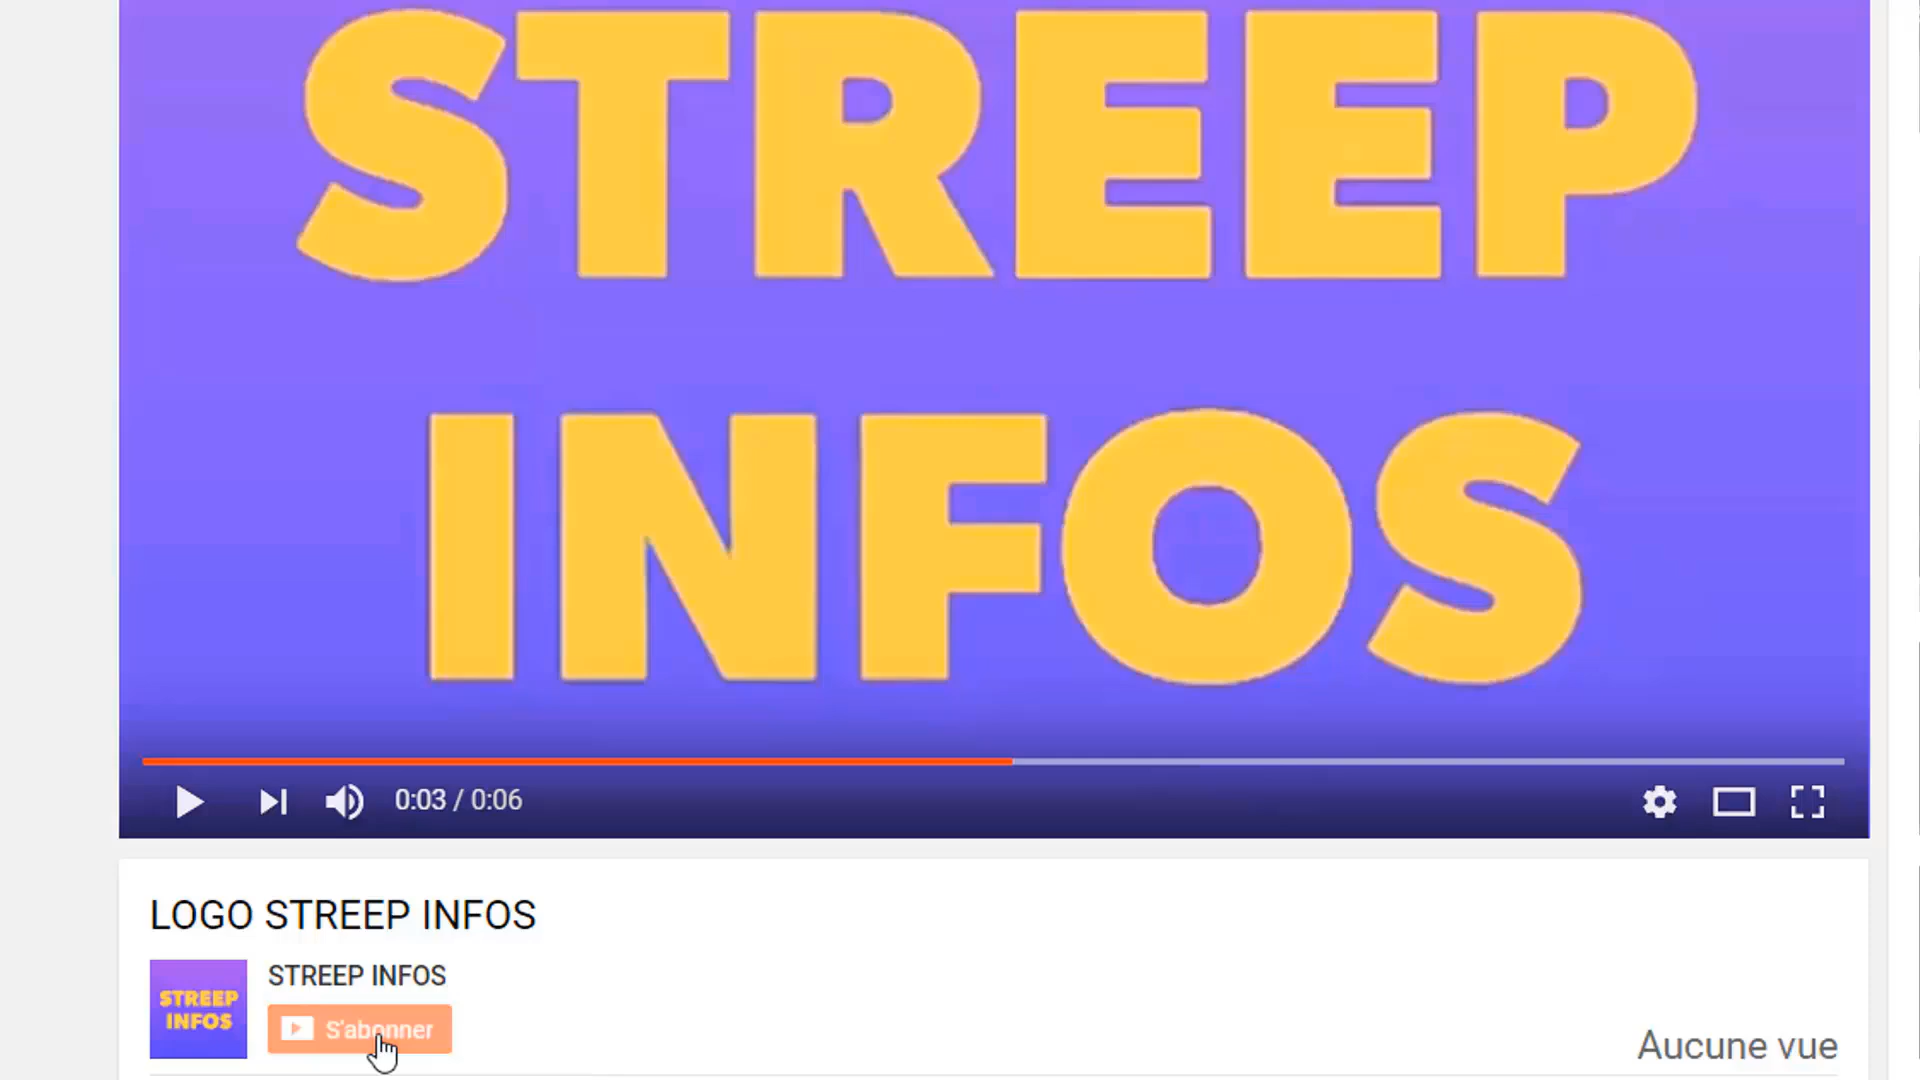 STREEP
INFOS
0:03 / 0:06
LOGO STREEP INFOS
STREEP INFOS
STREEP
INFOS
S'abonner
Aucune vue